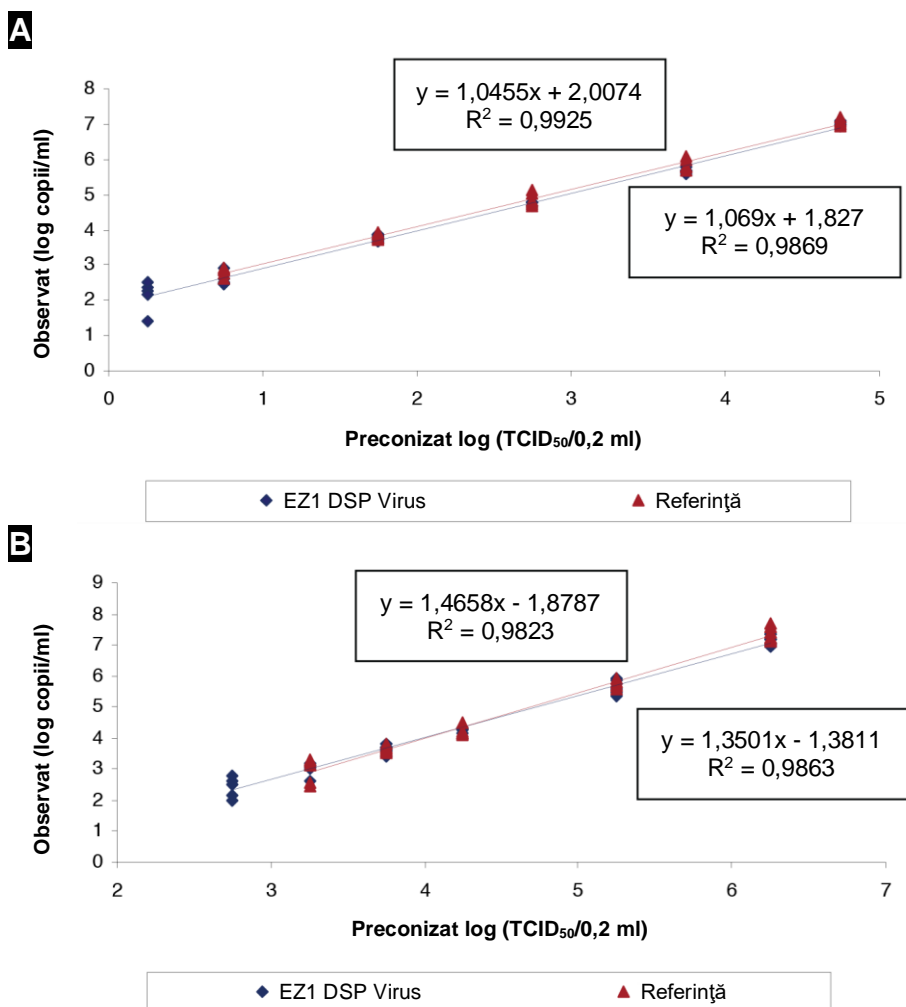 A
y = 1,0455x + 2,0074
R² = 0,9925
y = 1,069x + 1,827
R² = 0,9869
Observat (log copii/ml)
8
7
6
5
4
3
2
1
0
0 1 2 3 4 5
Preconizat log (TCID₅₀/0,2 ml)
EZ1 DSP Virus Referinţă
B
y = 1,4658x - 1,8787
R² = 0,9823
y = 1,3501x - 1,3811
R² = 0,9863
Observat (log copii/ml)
9
8
7
6
5
4
3
2
1
0
2 3 4 5 6 7
Preconizat log (TCID₅₀/0,2 ml)
EZ1 DSP Virus Referinţă